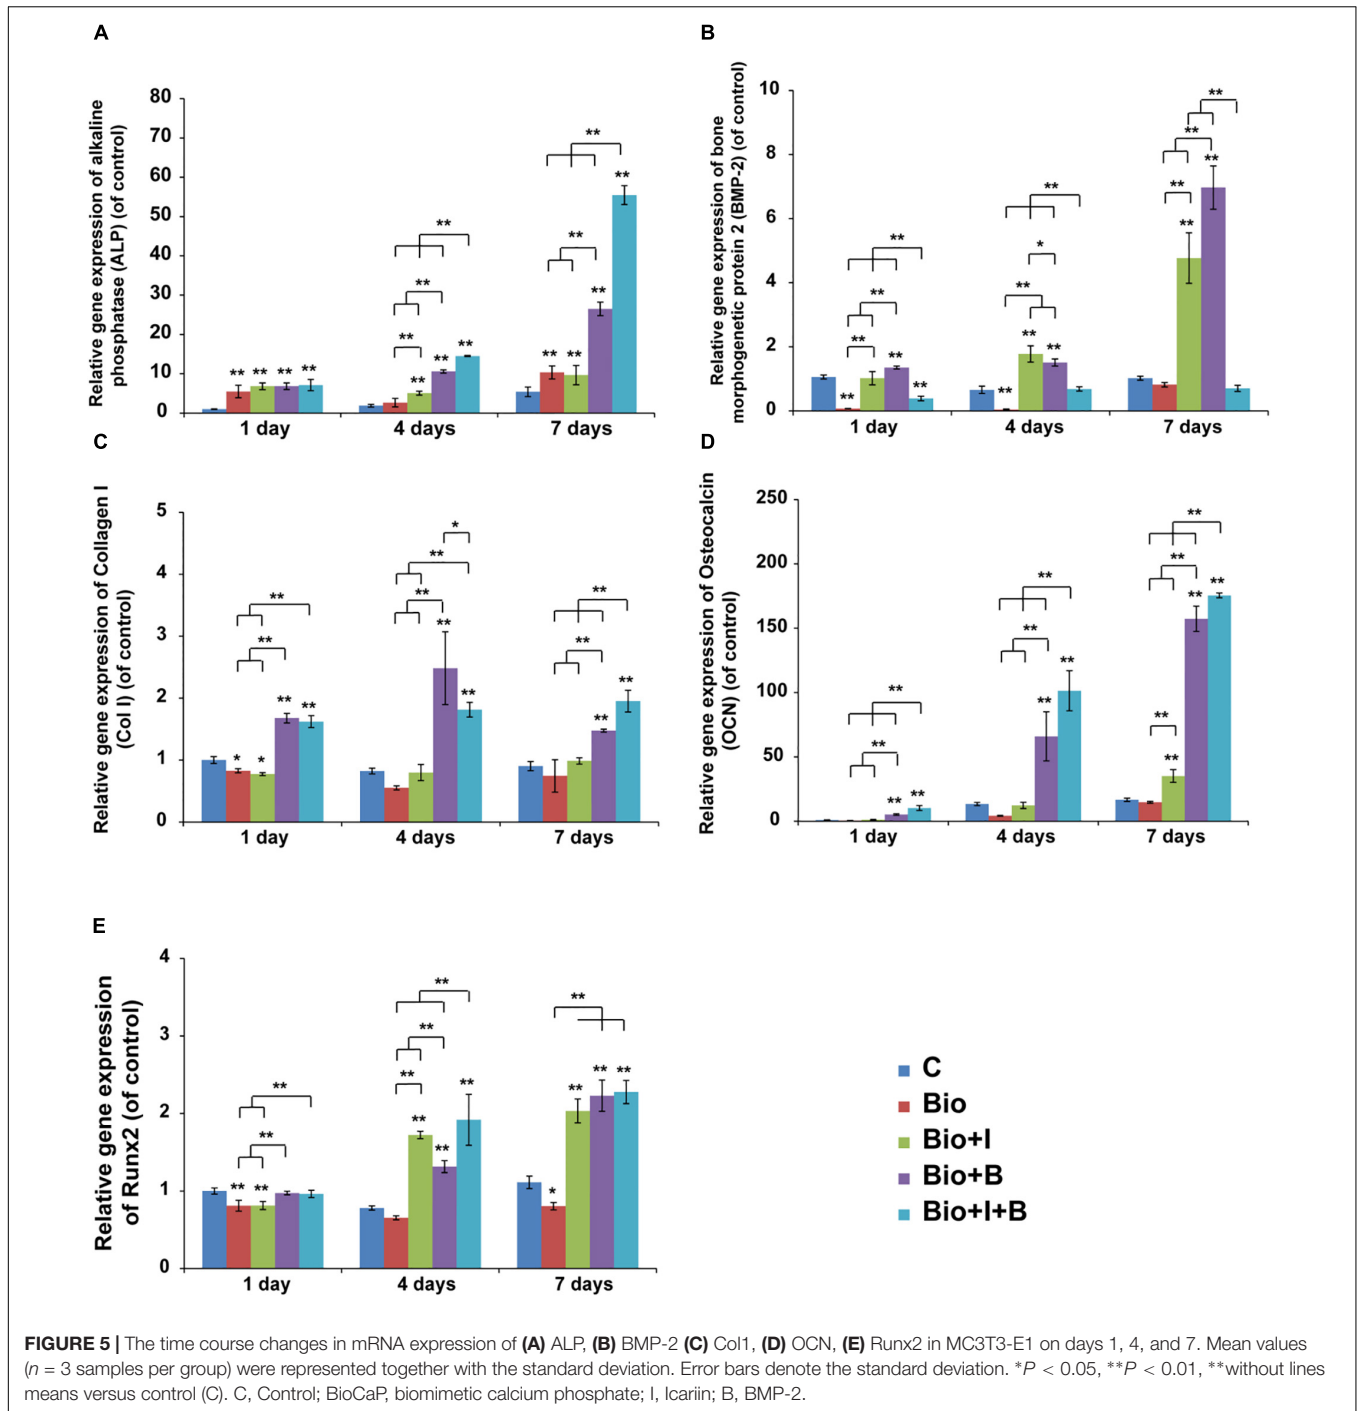 A
Relative gene expression of alkaline
phosphatase (ALP) (of control)
80
70
60
50
40
30
20
10
0
** ** ** **
** ** **
** ** **
** ** ** **
** **
1 day 4 days 7 days
B
Relative gene expression of bone
morphogenetic protein 2 (BMP-2) (of control)
10
8
6
4
2
0
** ** **
** ** **
** ** *
** ** ** **
** ** **
** **
1 day 4 days 7 days
C
Relative gene expression of Collagen I
(Col I) (of control)
5
4
3
2
1
0
* * ** **
** **
* ** **
** **
** **
**
1 day 4 days 7 days
D
Relative gene expression of Osteocalcin
(OCN) (of control)
250
200
150
100
50
0
** **
** **
** **
** **
** ** **
** ** **
1 day 4 days 7 days
E
Relative gene expression
of Runx2 (of control)
4
3
2
1
0
** ** ** **
** ** **
** ** **
** * ** ** **
1 day 4 days 7 days
C
Bio
Bio+I
Bio+B
Bio+I+B
FIGURE 5 | The time course changes in mRNA expression of (A) ALP, (B) BMP-2 (C) Col1, (D) OCN, (E) Runx2 in MC3T3-E1 on days 1, 4, and 7. Mean values
(n = 3 samples per group) were represented together with the standard deviation. Error bars denote the standard deviation. *P < 0.05, **P < 0.01, **without lines
means versus control (C). C, Control; BioCaP, biomimetic calcium phosphate; I, Icariin; B, BMP-2.